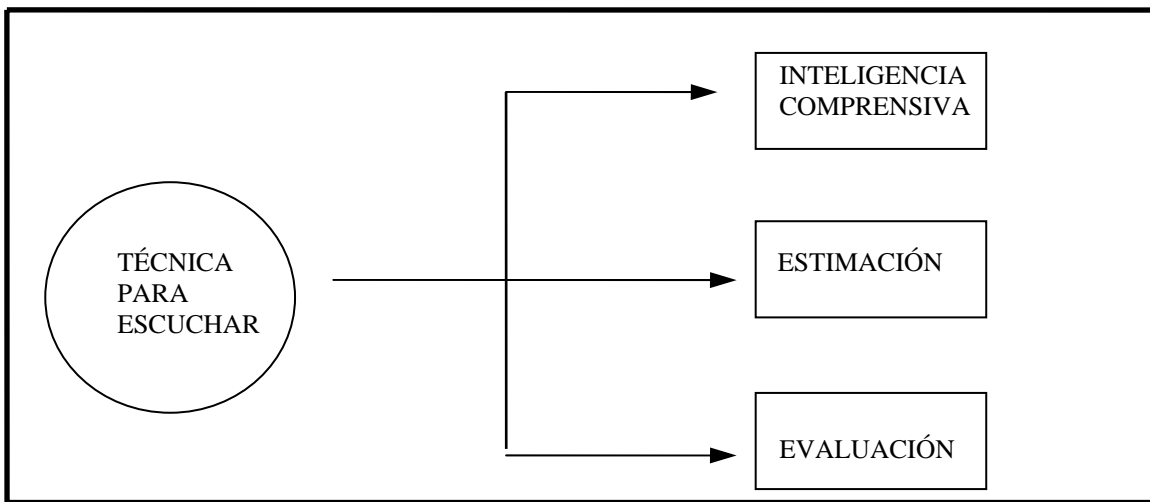 INTELIGENCIA
COMPRENSIVA
TÉCNICA
PARA
ESCUCHAR
ESTIMACIÓN
EVALUACIÓN